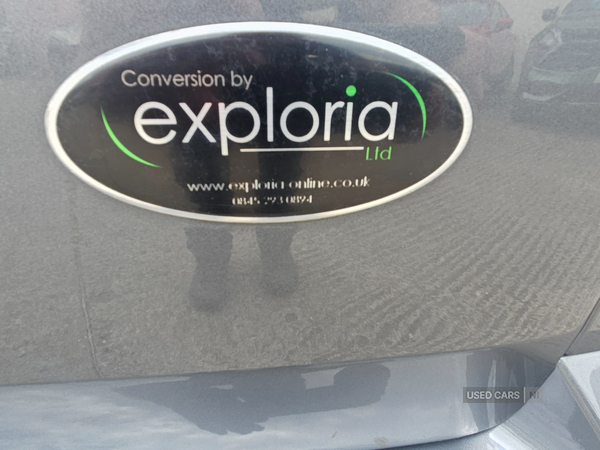 Conversion by
exploria
Ltd
www.exploria-online.co.uk
0845 293 0894
USED CARS NI